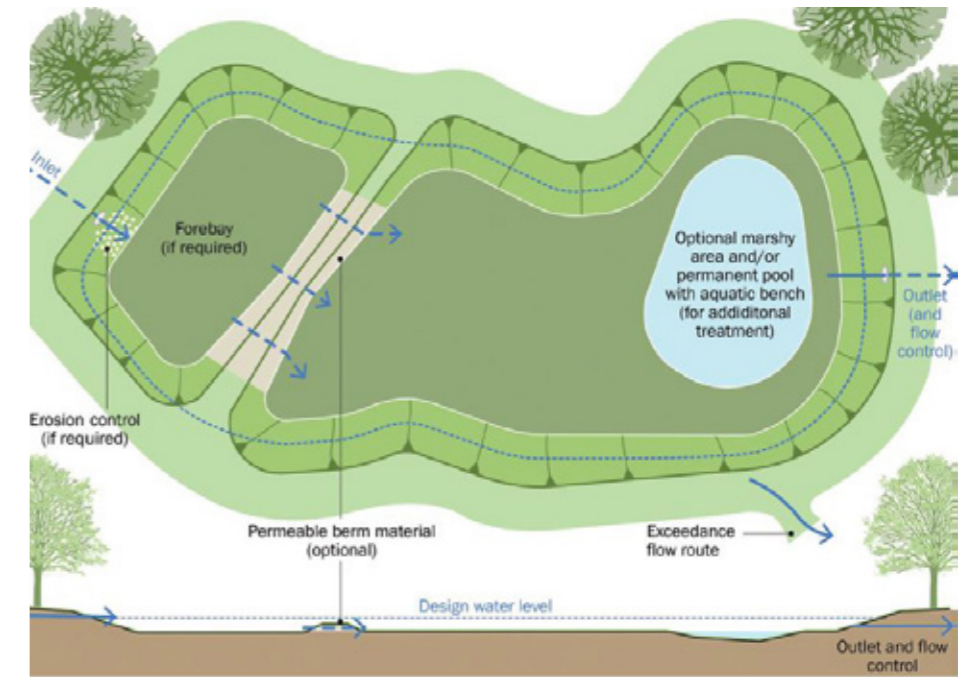 Inlet
Forebay
(if required)
Optional marshy
area and/or
permanent pool
with aquatic bench
(for addiditonal
treatment)
Outlet
(and
flow
control)
Erosion control
(if required)
Permeable berm material
(optional)
Exceedance
flow route
Design water level
Outlet and flow
control